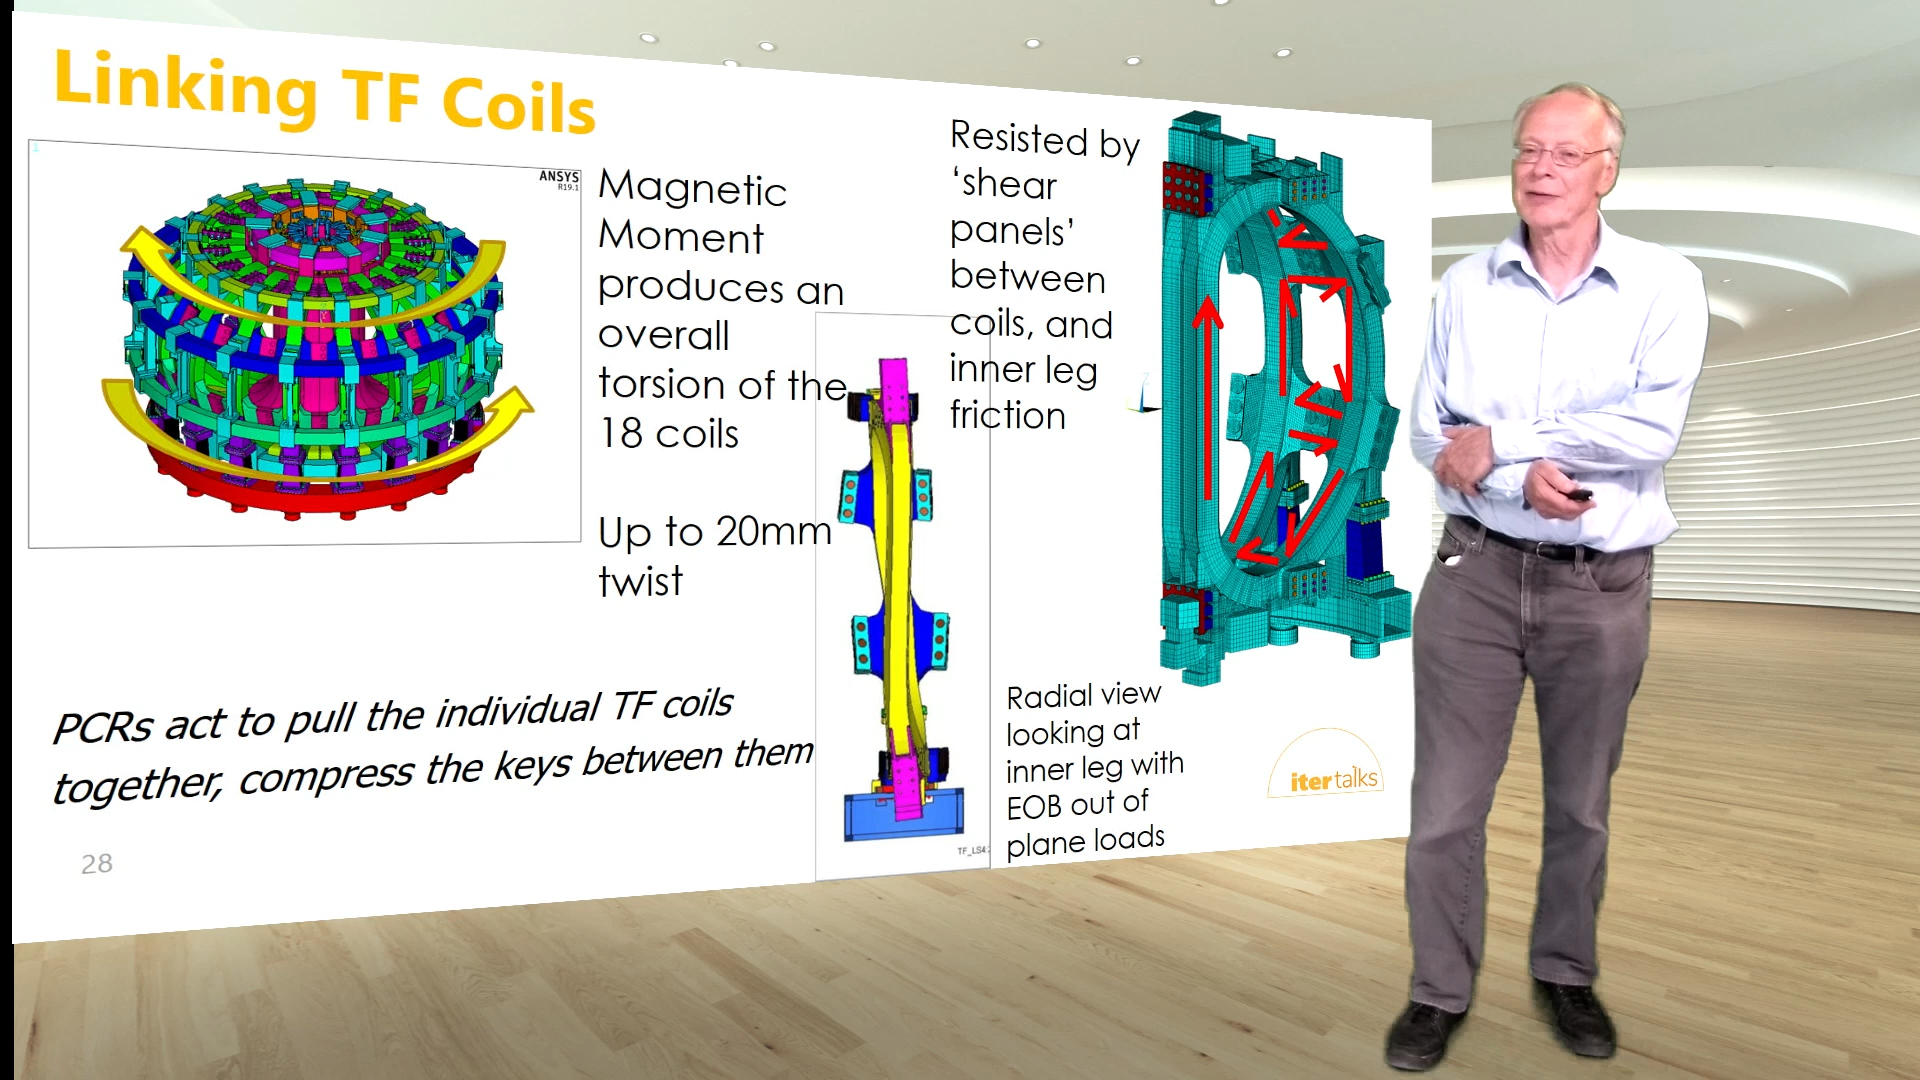 Linking TF Coils
1
ANSYS
R19.1
Magnetic
Moment
produces an
overall
torsion of the
18 coils
Up to 20mm
twist
Resisted by
‘shear
panels’
between
coils, and
inner leg
friction
PCRs act to pull the individual TF coils
together, compress the keys between them
Radial view
looking at
inner leg with
EOB out of
plane loads
iter talks
28